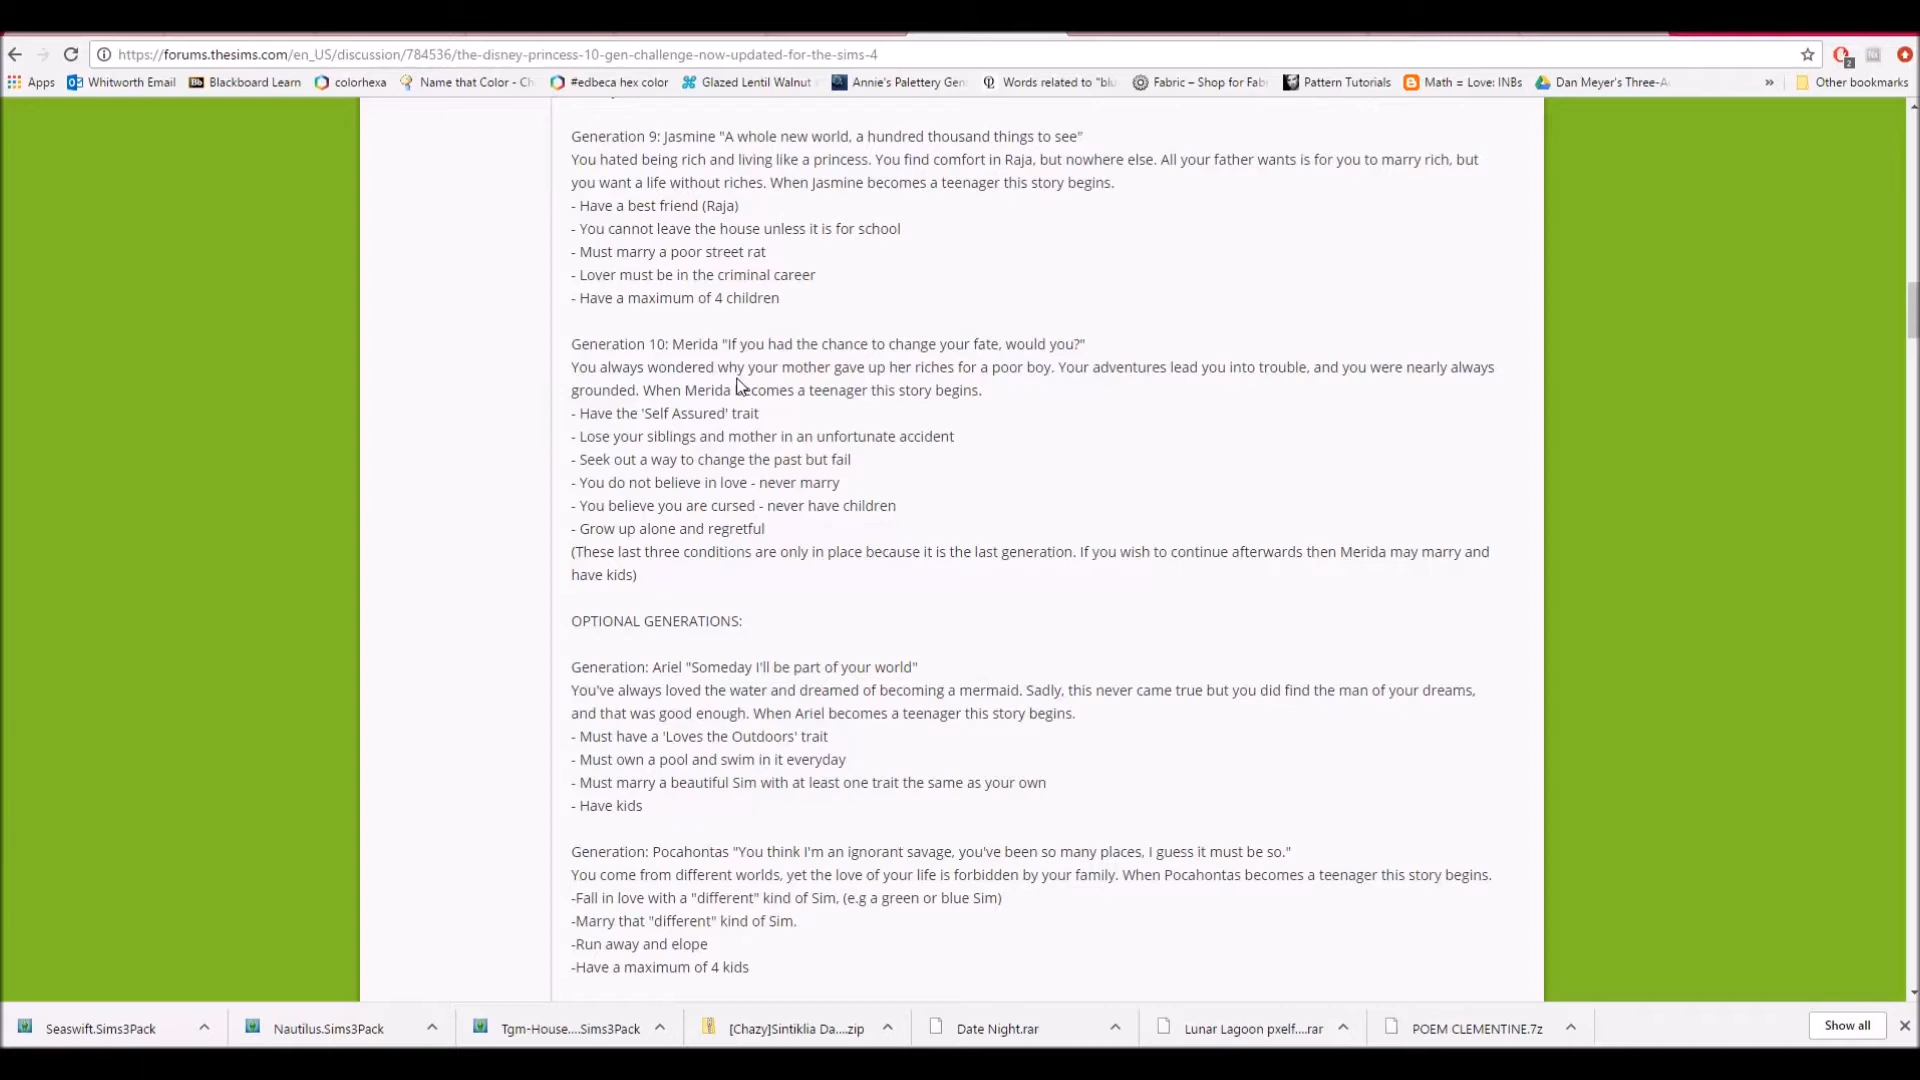 https://forums.thesims.com/en_US/discussion/784536/the-disney-princess-10-gen-challenge-now-updated-for-the-sims-4
2
Apps Whitworth Email Bb Blackboard Learn colorhexa Name that Color - Ch #edbeca hex color Glazed Lentil Walnut Annie's Palettery Gen Words related to "blu Fabric – Shop for Fab Pattern Tutorials Math = Love: INBs Dan Meyer's Three-Ac » Other bookmarks
Generation 9: Jasmine "A whole new world, a hundred thousand things to see"
You hated being rich and living like a princess. You find comfort in Raja, but nowhere else. All your father wants is for you to marry rich, but
you want a life without riches. When Jasmine becomes a teenager this story begins.
- Have a best friend (Raja)
- You cannot leave the house unless it is for school
- Must marry a poor street rat
- Lover must be in the criminal career
- Have a maximum of 4 children
Generation 10: Merida "If you had the chance to change your fate, would you?"
You always wondered why your mother gave up her riches for a poor boy. Your adventures lead you into trouble, and you were nearly always
grounded. When Merida becomes a teenager this story begins.
- Have the 'Self Assured' trait
- Lose your siblings and mother in an unfortunate accident
- Seek out a way to change the past but fail
- You do not believe in love - never marry
- You believe you are cursed - never have children
- Grow up alone and regretful
(These last three conditions are only in place because it is the last generation. If you wish to continue afterwards then Merida may marry and
have kids)
OPTIONAL GENERATIONS:
Generation: Ariel "Someday I'll be part of your world"
You've always loved the water and dreamed of becoming a mermaid. Sadly, this never came true but you did find the man of your dreams,
and that was good enough. When Ariel becomes a teenager this story begins.
- Must have a 'Loves the Outdoors' trait
- Must own a pool and swim in it everyday
- Must marry a beautiful Sim with at least one trait the same as your own
- Have kids
Generation: Pocahontas "You think I'm an ignorant savage, you've been so many places, I guess it must be so."
You come from different worlds, yet the love of your life is forbidden by your family. When Pocahontas becomes a teenager this story begins.
-Fall in love with a "different" kind of Sim, (e.g a green or blue Sim)
-Marry that "different" kind of Sim.
-Run away and elope
-Have a maximum of 4 kids
Seaswift.Sims3Pack Nautilus.Sims3Pack Tgm-House....Sims3Pack [Chazy]Sintiklia Da....zip Date Night.rar Lunar Lagoon pxelf....rar POEM CLEMENTINE.7z Show all